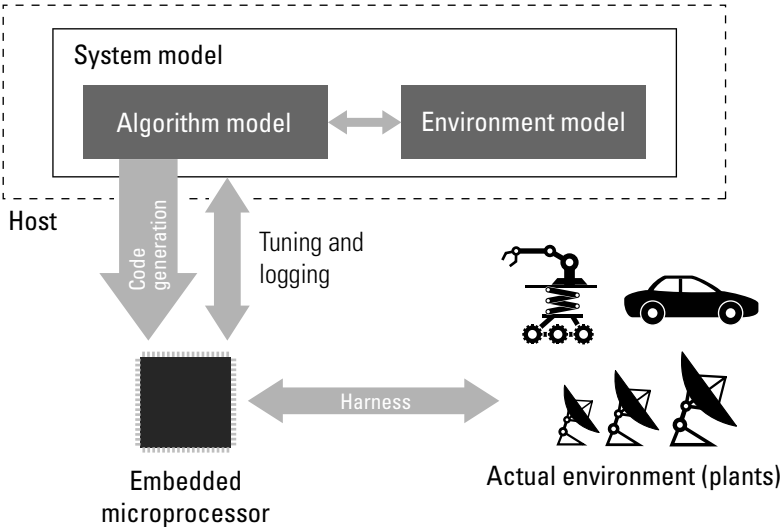 System model
Algorithm model
Environment model
Host
Code
generation
Tuning and
logging
Harness
Embedded
microprocessor
Actual environment (plants)